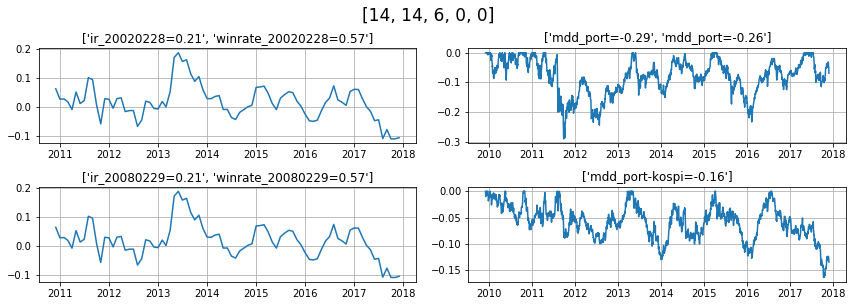 [14, 14, 6, 0, 0]
['ir_20020228=0.21', 'winrate_20020228=0.57']
0.2
0.1
0.0
−0.1
2011 2012 2013 2014 2015 2016 2017 2018
['mdd_port=-0.29', 'mdd_port=-0.26']
0.0
−0.1
−0.2
−0.3
2010 2011 2012 2013 2014 2015 2016 2017 2018
['ir_20080229=0.21', 'winrate_20080229=0.57']
0.2
0.1
0.0
−0.1
2011 2012 2013 2014 2015 2016 2017 2018
['mdd_port-kospi=-0.16']
0.00
−0.05
−0.10
−0.15
2010 2011 2012 2013 2014 2015 2016 2017 2018